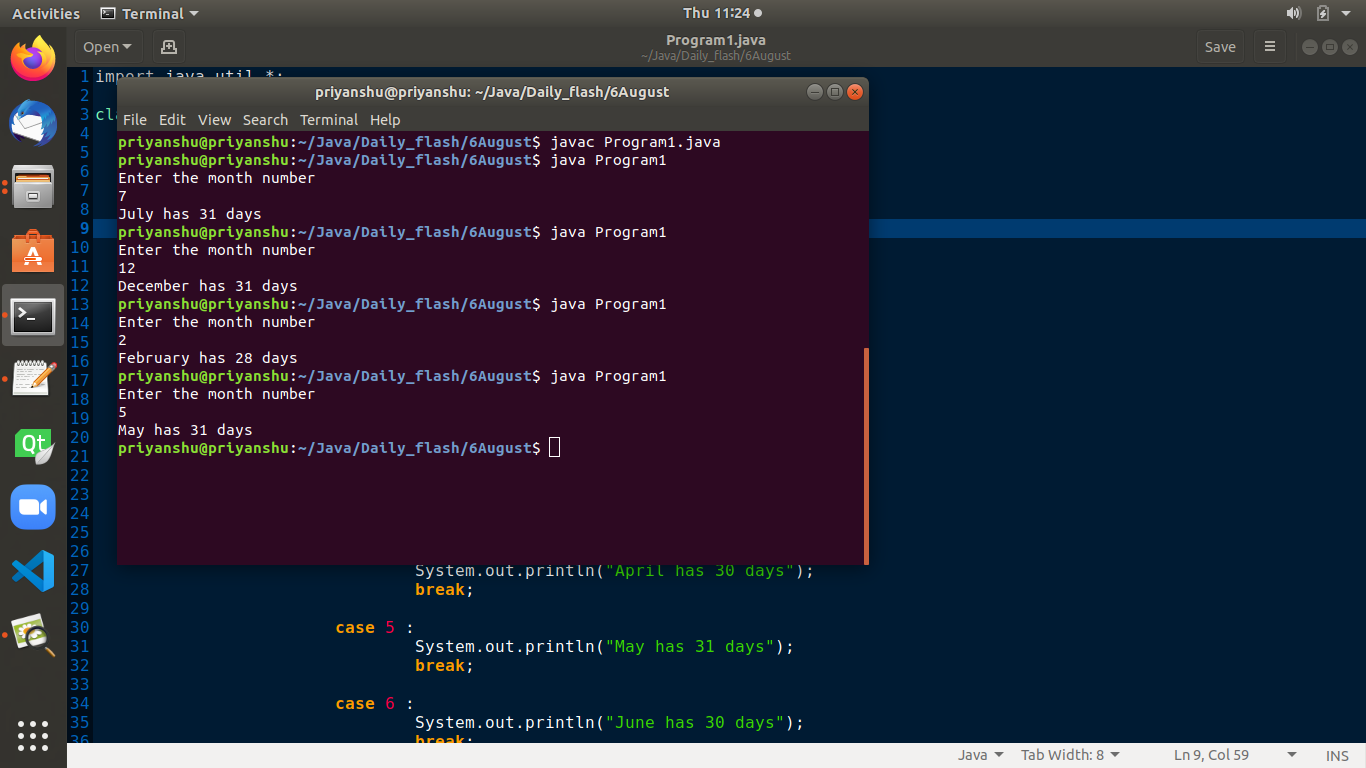 Activities Terminal Thu 11:24
Open Program1.java Save
~/Java/Daily_flash/6August
1 import java.util.*;
priyanshu@priyanshu: ~/Java/Daily_flash/6August
2
3
File Edit View Search Terminal Help
4
priyanshu@priyanshu:~/Java/Daily_flash/6August$ javac Program1.java
5
priyanshu@priyanshu:~/Java/Daily_flash/6August$ java Program1
6
Enter the month number
7
7
8
July has 31 days
9
priyanshu@priyanshu:~/Java/Daily_flash/6August$ java Program1
10
Enter the month number
11
12
12
December has 31 days
13
priyanshu@priyanshu:~/Java/Daily_flash/6August$ java Program1
14
Enter the month number
15
2
16
February has 28 days
17
priyanshu@priyanshu:~/Java/Daily_flash/6August$ java Program1
18
Enter the month number
19
5
20
May has 31 days
21
priyanshu@priyanshu:~/Java/Daily_flash/6August$
22
23
24
25
26
27 System.out.println("April has 30 days");
28 break;
29
30 case 5 :
31 System.out.println("May has 31 days");
32 break;
33
34 case 6 :
35 System.out.println("June has 30 days");
36 break;
Java Tab Width: 8 Ln 9, Col 59 INS